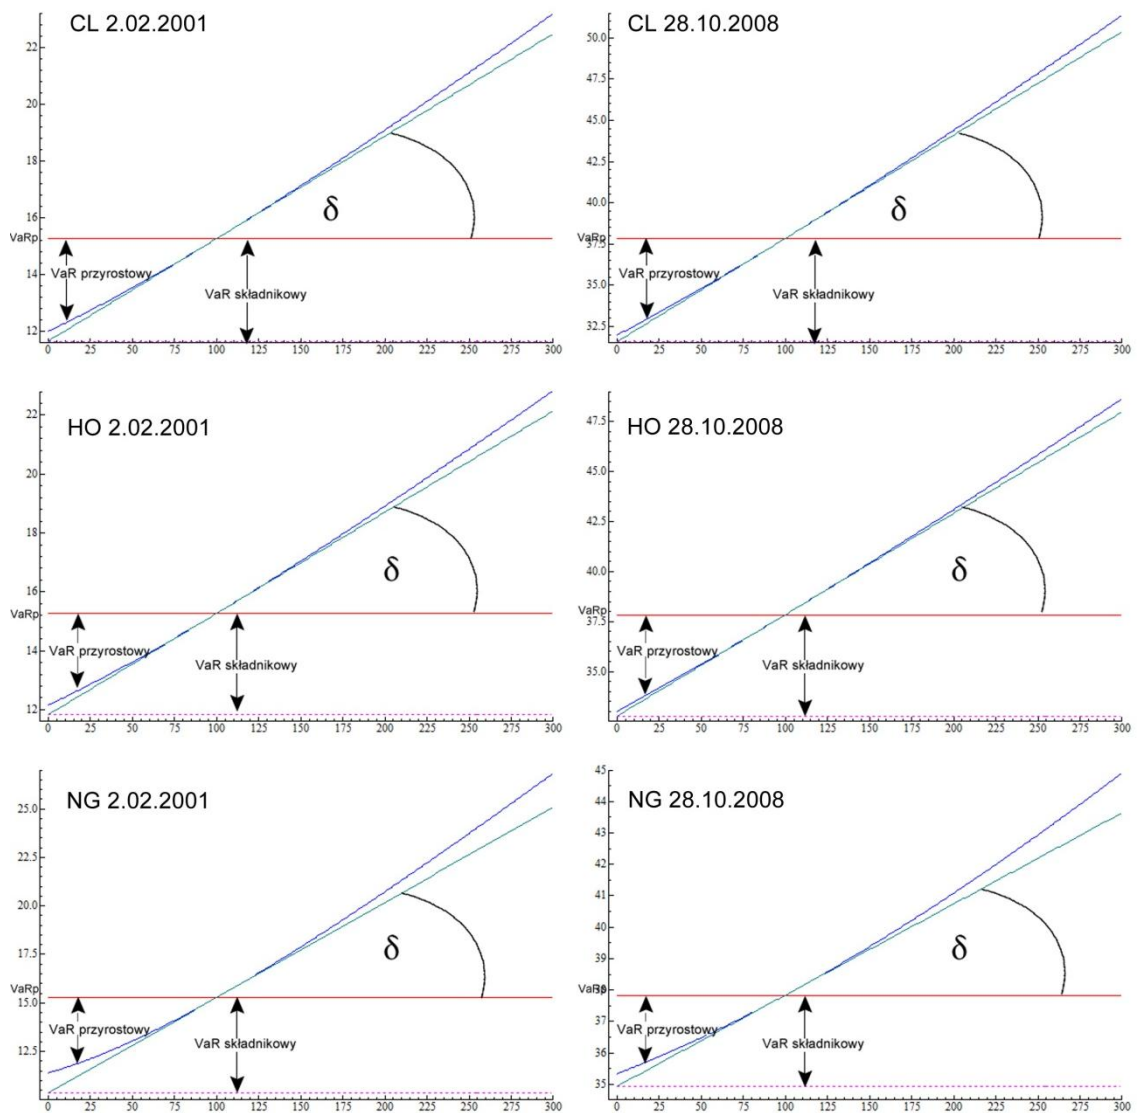 CL 2.02.2001
22
20
18
16
VaRp
14
12
δ
VaR przyrostowy
VaR składnikowy
0 25 50 75 100 125 150 175 200 225 250 275 300
CL 28.10.2008
50.0
47.5
45.0
42.5
40.0
VaRp
37.5
35.0
32.5
δ
VaR przyrostowy
VaR składnikowy
0 25 50 75 100 125 150 175 200 225 250 275 300
HO 2.02.2001
22
20
18
16
VaRp
14
12
δ
VaR przyrostowy
VaR składnikowy
0 25 50 75 100 125 150 175 200 225 250 275 300
HO 28.10.2008
47.5
45.0
42.5
40.0
VaRp
37.5
35.0
δ
VaR przyrostowy
VaR składnikowy
0 25 50 75 100 125 150 175 200 225 250 275 300
NG 2.02.2001
25.0
22.5
20.0
17.5
VaRp
15.0
12.5
δ
VaR przyrostowy
VaR składnikowy
0 25 50 75 100 125 150 175 200 225 250 275 300
NG 28.10.2008
45
44
43
42
41
40
39
VaRp
38
37
36
35
δ
VaR przyrostowy
VaR składnikowy
0 25 50 75 100 125 150 175 200 225 250 275 300